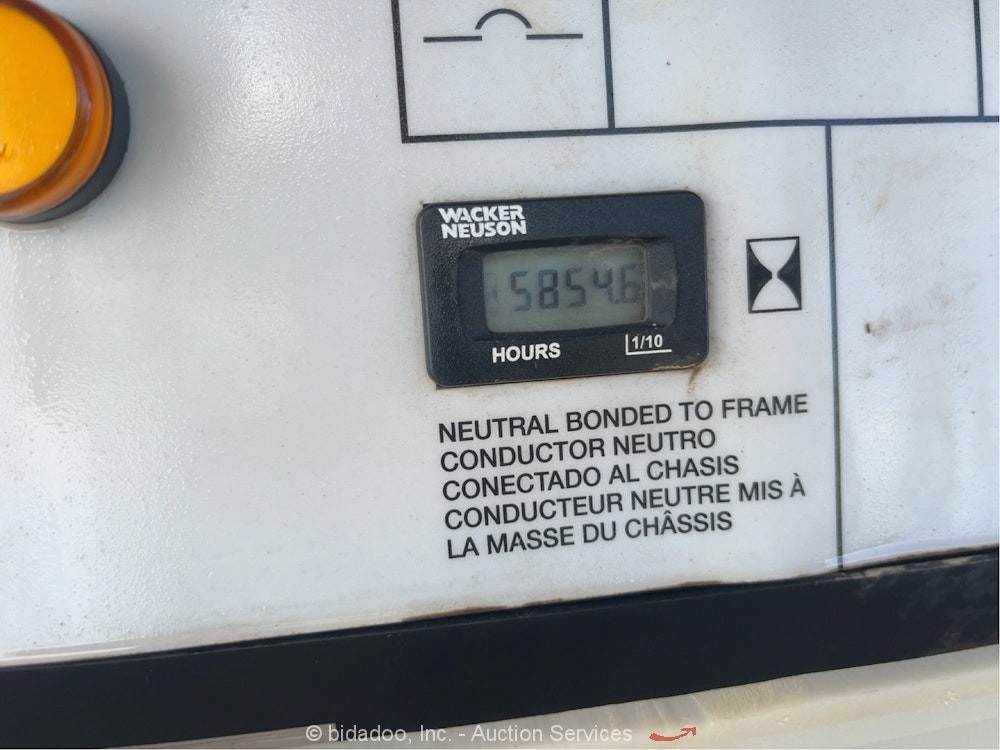 WACKER
NEUSON
5854.6
HOURS 1/10
NEUTRAL BONDED TO FRAME
CONDUCTOR NEUTRO
CONECTADO AL CHASIS
CONDUCTEUR NEUTRE MIS À
LA MASSE DU CHÂSSIS
© bidadoo, Inc. - Auction Services